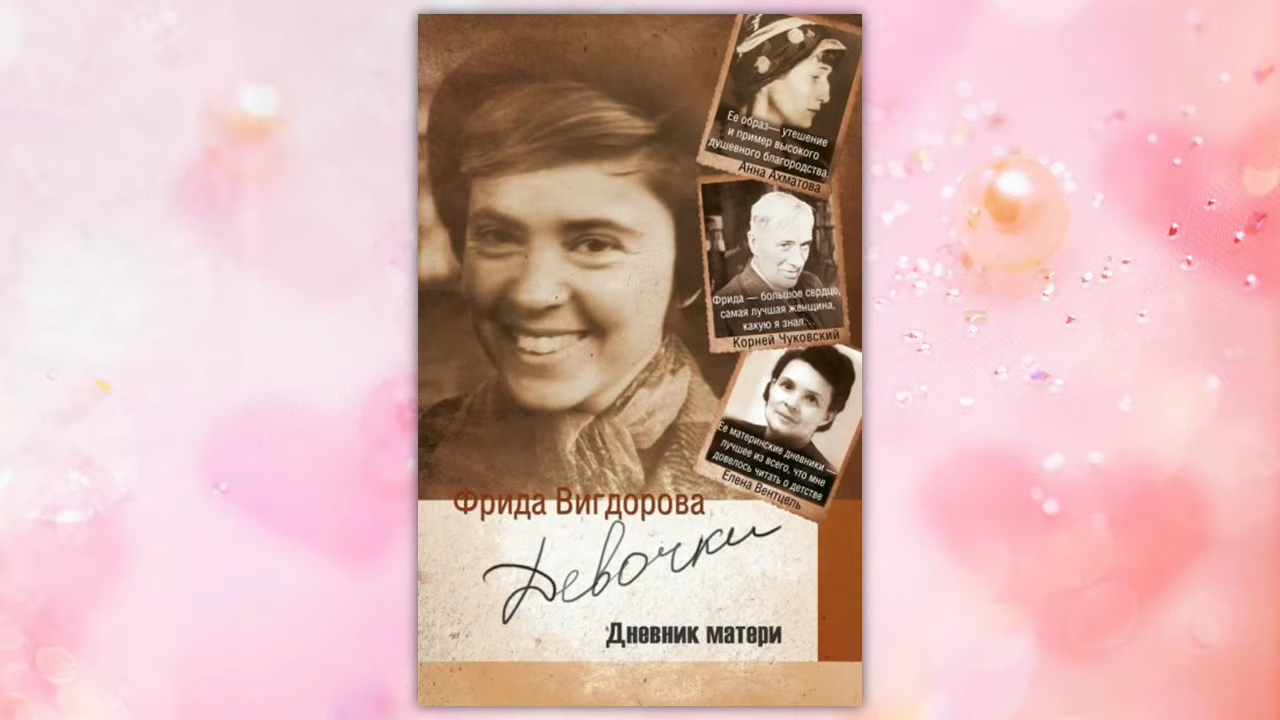 Ее образ— утешение
и пример высокого
душевного благородства.
Анна Ахматова
Фрида — большое сердце,
самая лучшая женщина,
какую я знал...
Корней Чуковский
Ее материнские дневники —
лучшее из всего, что мне
довелось читать о детстве
Елена Вентцель
Фрида Вигдорова
Девочки
Дневник матери